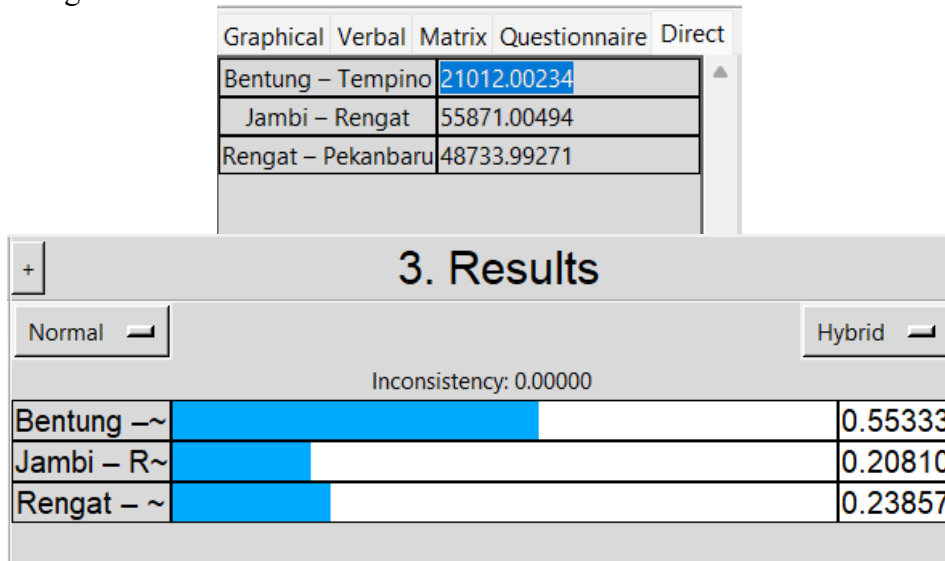 Graphical Verbal Matrix Questionnaire Direct
Bentung – Tempino 21012.00234
Jambi – Rengat 55871.00494
Rengat – Pekanbaru 48733.99271
+ 3. Results
Normal Hybrid
Inconsistency: 0.00000
Bentung –~ 0.55333
Jambi – R~ 0.20810
Rengat – ~ 0.23857